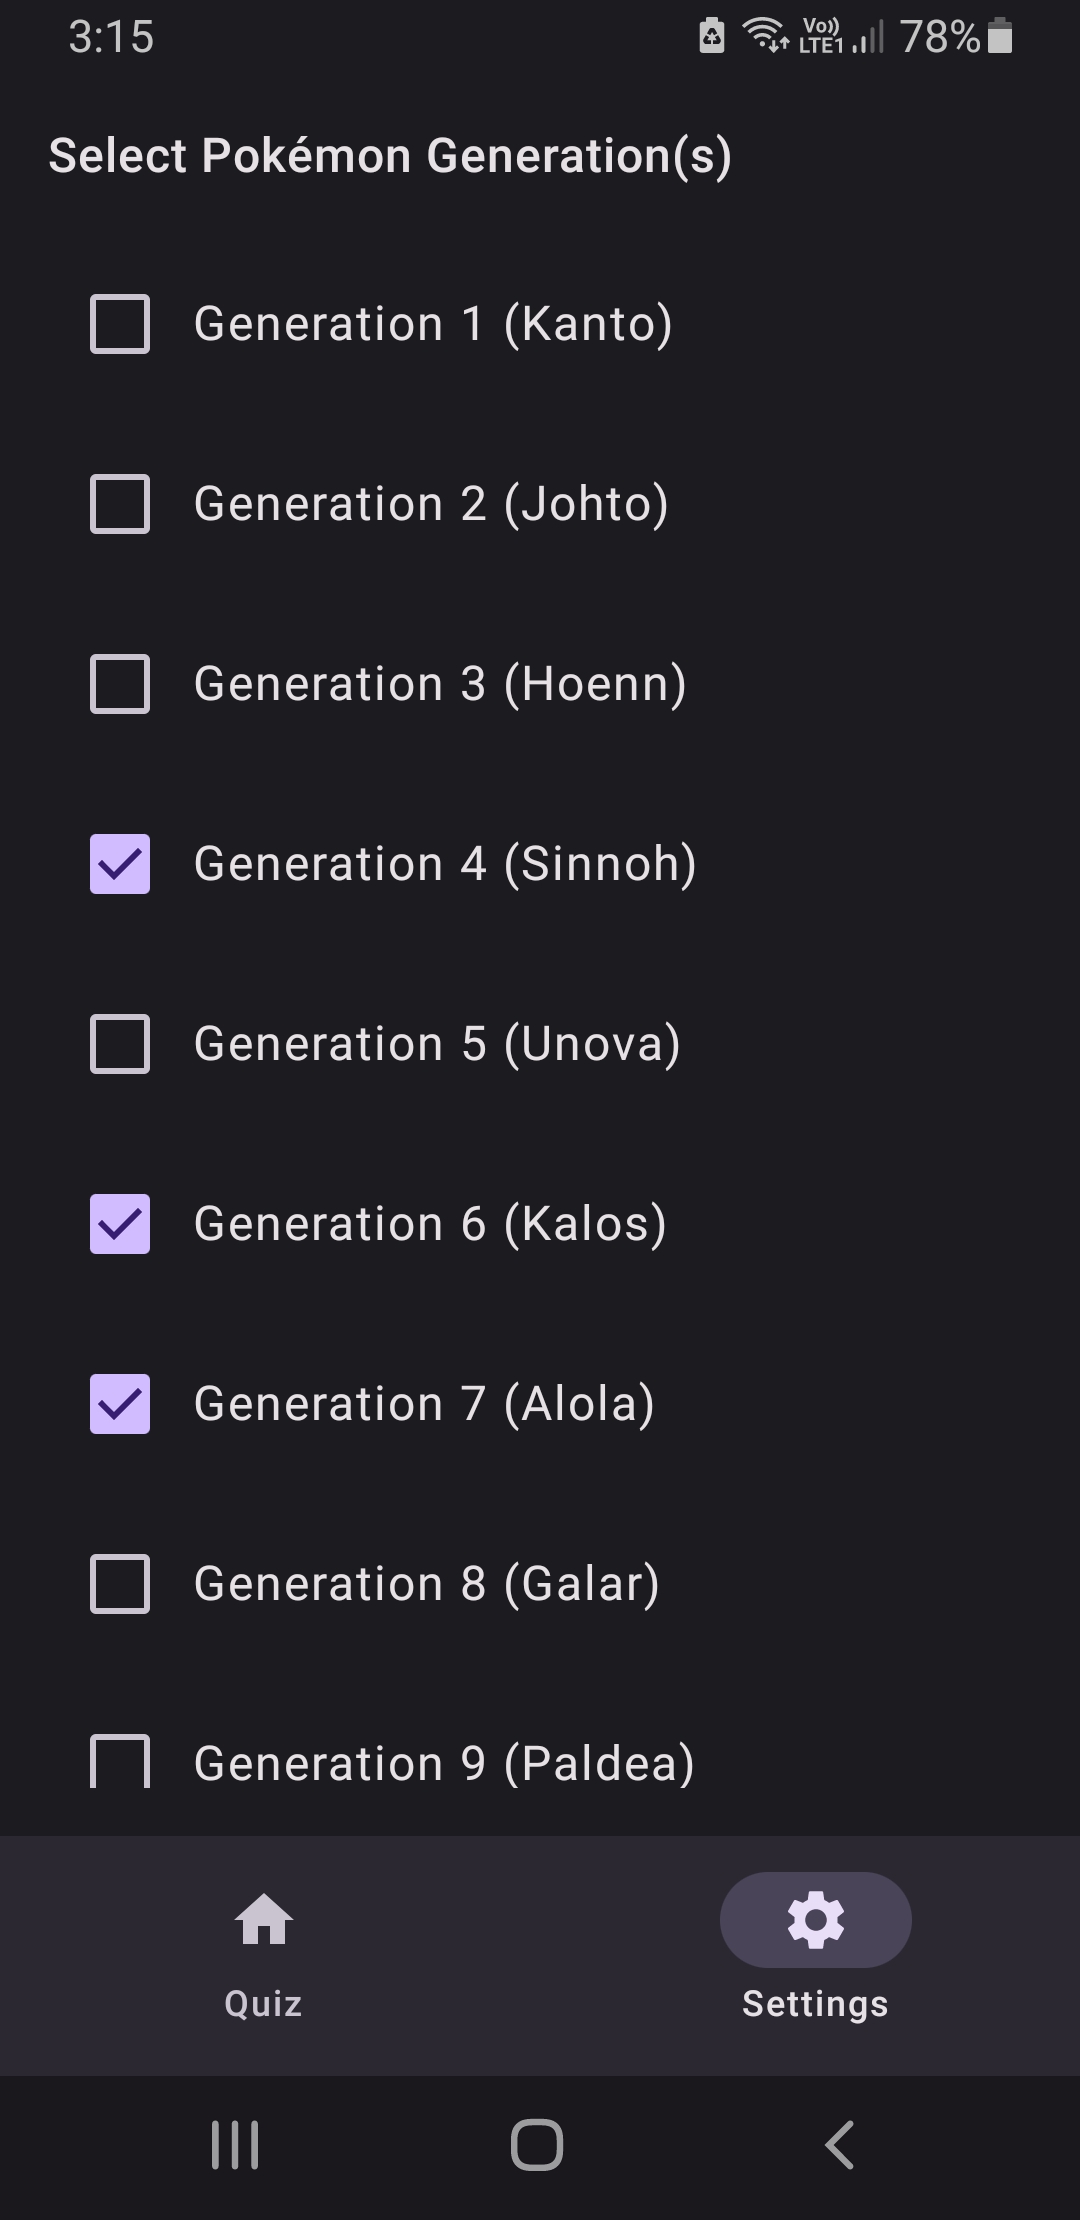 3:15
Vo)) LTE1 78%
Select Pokémon Generation(s)
Generation 1 (Kanto)
Generation 2 (Johto)
Generation 3 (Hoenn)
Generation 4 (Sinnoh)
Generation 5 (Unova)
Generation 6 (Kalos)
Generation 7 (Alola)
Generation 8 (Galar)
Generation 9 (Paldea)
Quiz
Settings